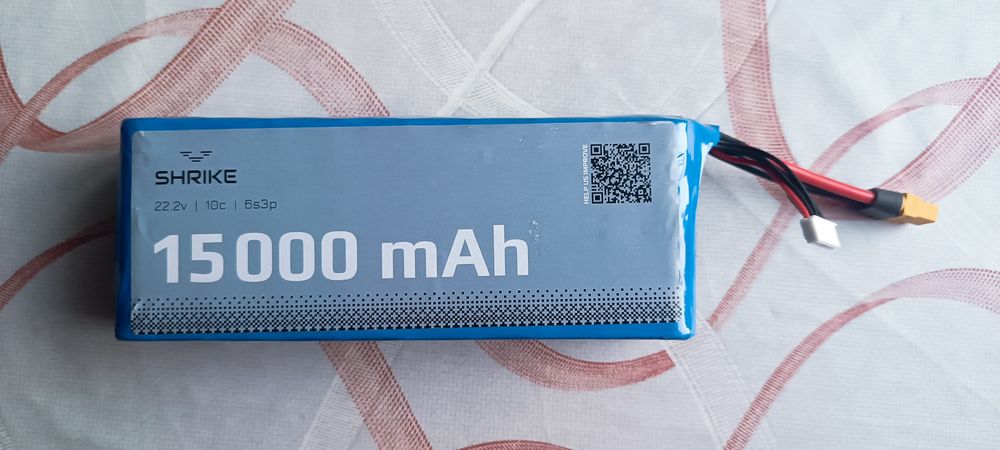 SHRIKE
22.2v | 10c | 6s3p
15000 mAh
HELP US IMPROVE